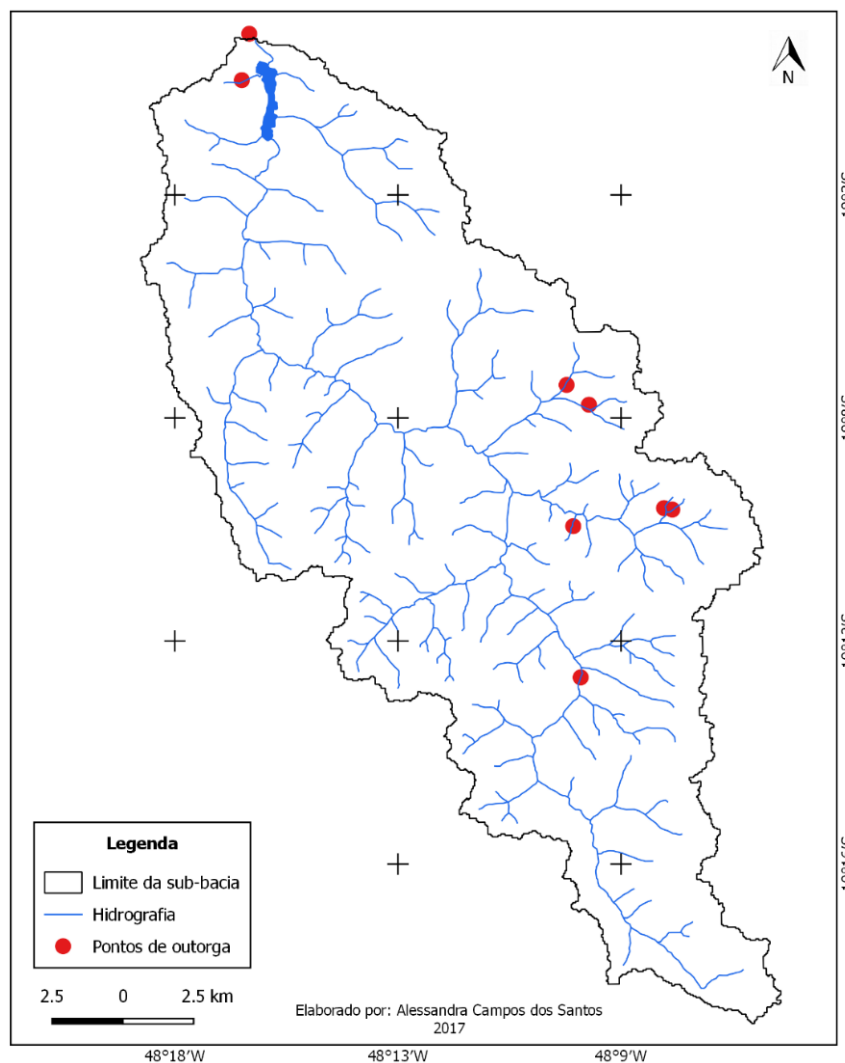 N
Legenda
Limite da sub-bacia
Hidrografia
Pontos de outorga
2.5 0 2.5 km
Elaborado por: Alessandra Campos dos Santos
2017
48°18'W 48°13'W 48°9'W